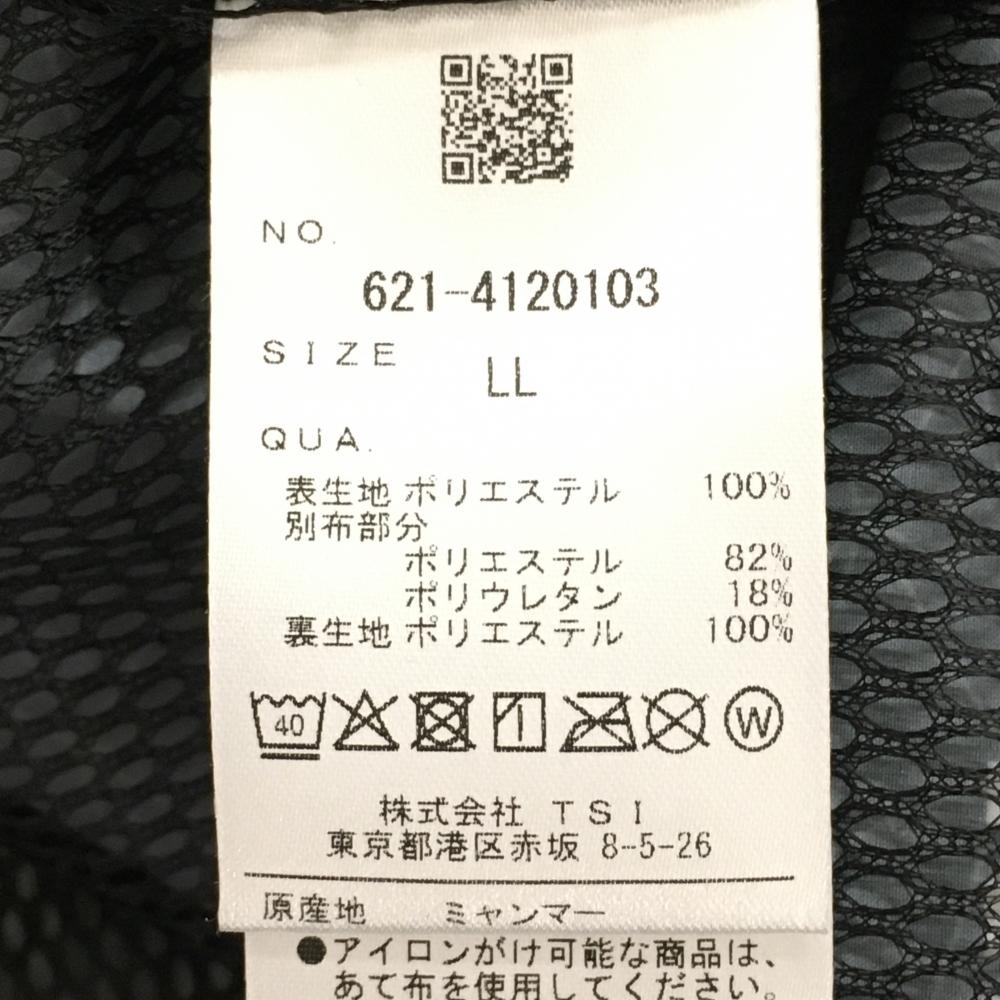 NO.
621-4120103
SIZE LL
QUA.
表生地 ポリエステル 100%
別布部分
ポリエステル 82%
ポリウレタン 18%
裏生地 ポリエステル 100%
40 W
株式会社 TSI
東京都港区赤坂 8-5-26
原産地 ミャンマー
●アイロンがけ可能な商品は、
あて布を使用してください。